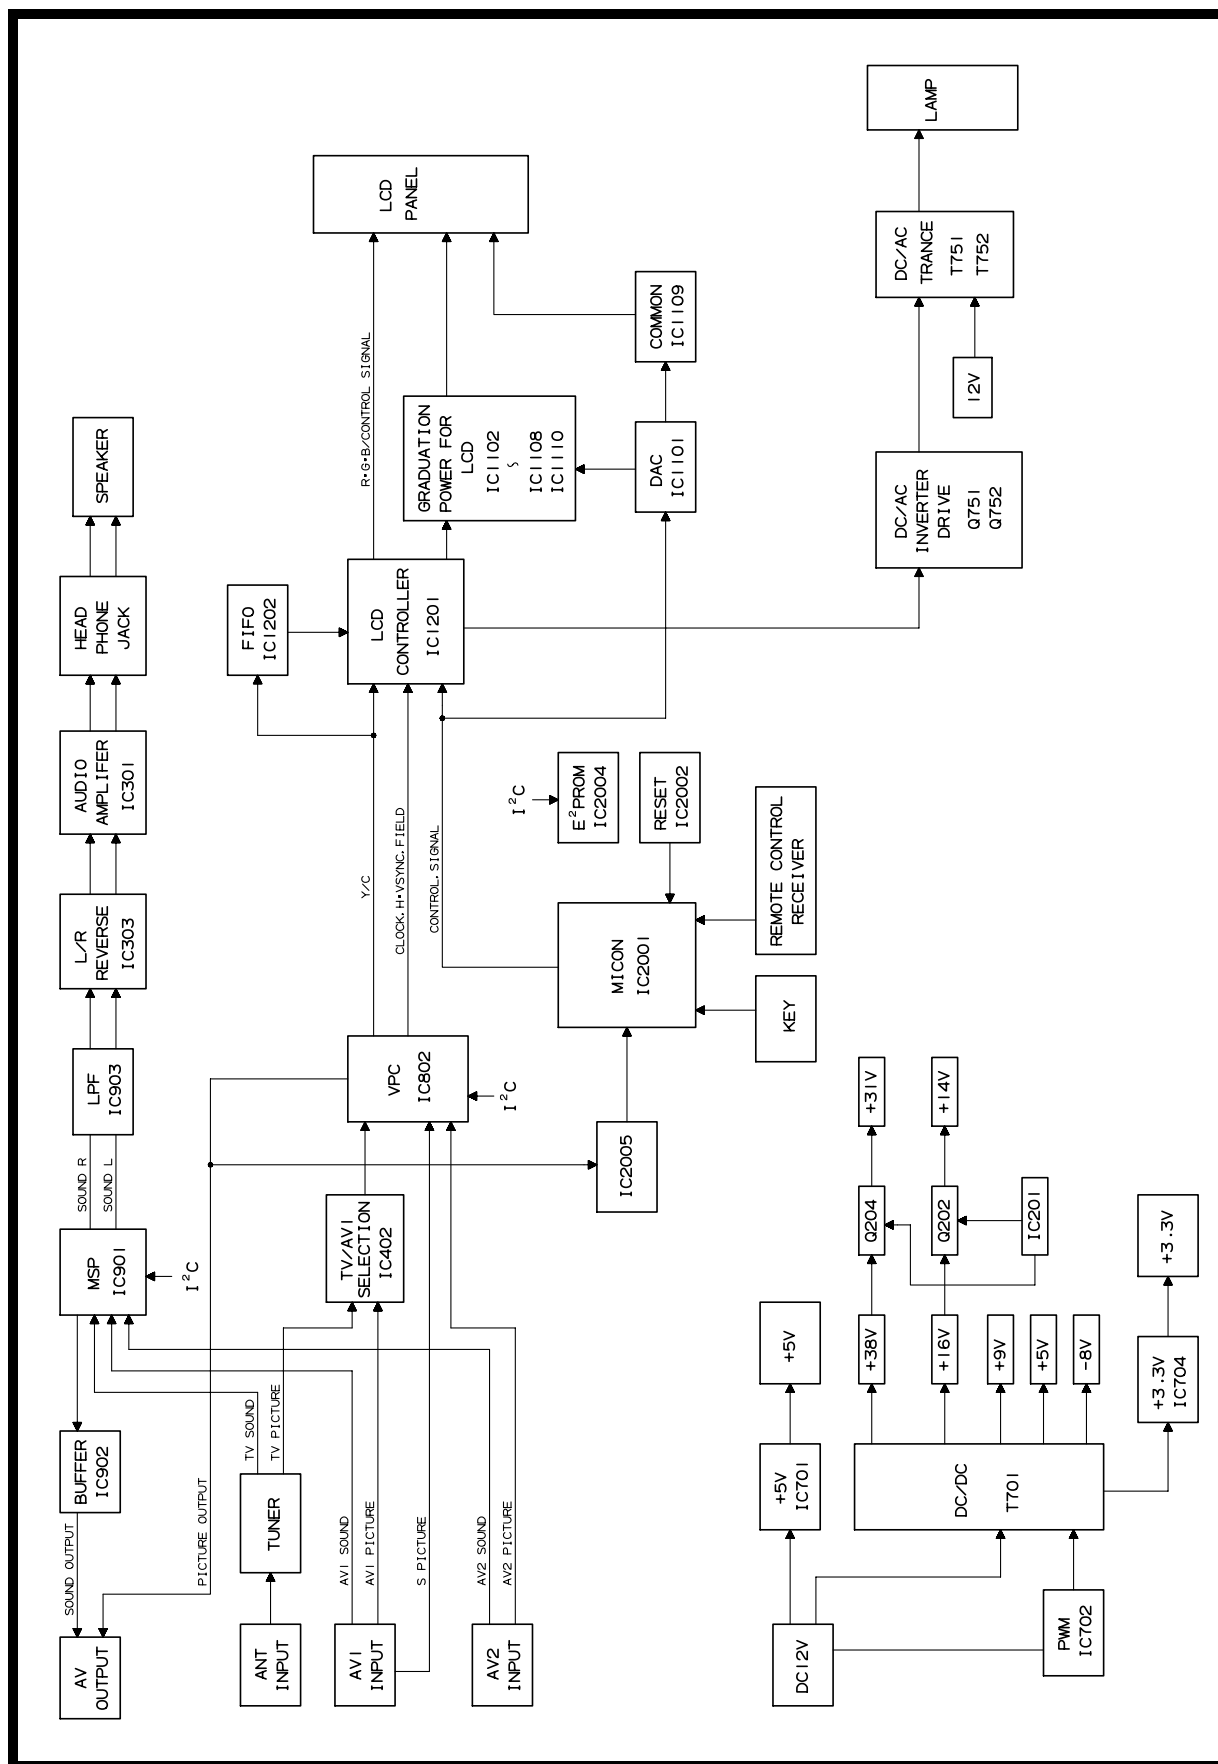 AV
OUTPUT
SOUND OUTPUT
BUFFER
IC902
MSP
IC901
I²C
SOUND R
SOUND L
LPF
IC903
L/R
REVERSE
IC303
AUDIO
AMPLIFER
IC301
HEAD
PHONE
JACK
SPEAKER
PICTURE OUTPUT
ANT
INPUT
TUNER
TV SOUND
TV PICTURE
AV1
INPUT
AV1 SOUND
AV1 PICTURE
S PICTURE
AV2
INPUT
AV2 SOUND
AV2 PICTURE
TV/AV1
SELECTION
IC402
VPC
IC802
I²C
Y/C
CLOCK.H•VSYNC.FIELD
CONTROL.SIGNAL
FIFO
IC1202
LCD
CONTROLLER
IC1201
R•G•B/CONTROL SIGNAL
GRADUATION
POWER FOR
LCD
IC1102
~
IC1108
IC1110
LCD
PANEL
DAC
IC1101
COMMON
IC1109
IC2005
MICON
IC2001
I²C
E²PROM
IC2004
RESET
IC2002
KEY
REMOTE CONTROL
RECEIVER
DC/AC
INVERTER
DRIVE
Q751
Q752
12V
DC/AC
TRANCE
T751
T752
LAMP
DC12V
PWM
IC702
+5V
IC701
+5V
DC/DC
T701
+38V
+16V
+9V
+5V
-8V
Q204
Q202
IC201
+31V
+14V
+3.3V
IC704
+3.3V